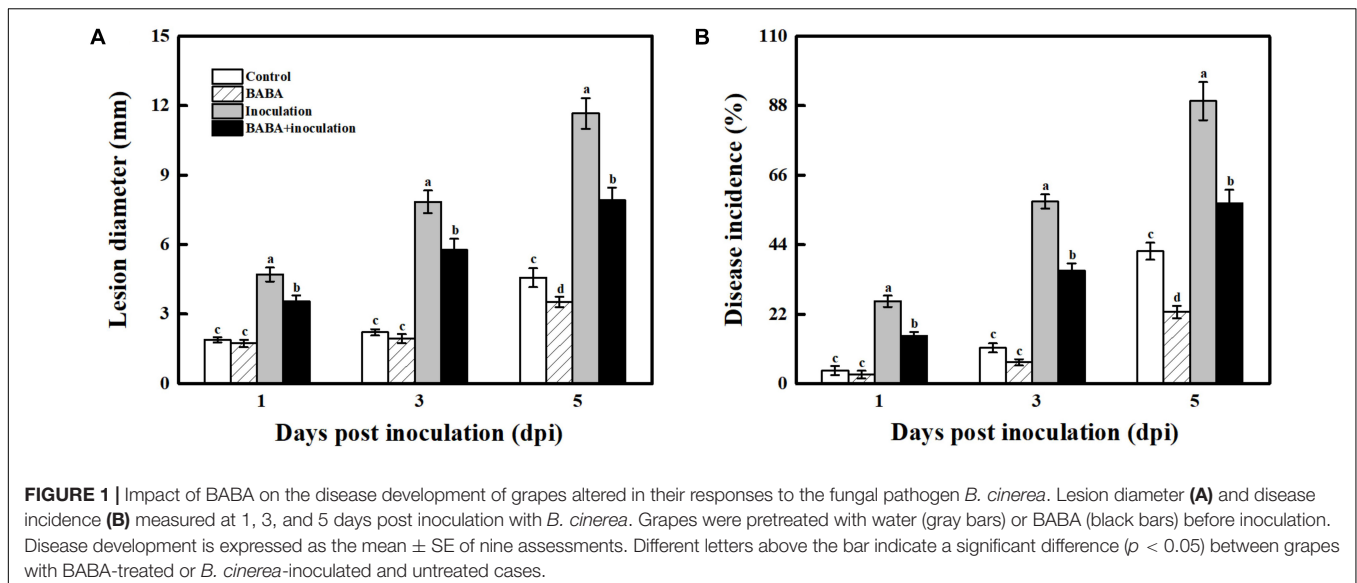 A
15
12
9
6
3
0
Lesion diameter (mm)
Control
BABA
Inoculation
BABA+inoculation
c c a b
c c a b
c d a b
1 3 5
Days post inoculation (dpi)
B
110
88
66
44
22
0
Disease incidence (%)
c c a b
c c a b
c d a b
1 3 5
Days post inoculation (dpi)
FIGURE 1 | Impact of BABA on the disease development of grapes altered in their responses to the fungal pathogen B. cinerea. Lesion diameter (A) and disease
incidence (B) measured at 1, 3, and 5 days post inoculation with B. cinerea. Grapes were pretreated with water (gray bars) or BABA (black bars) before inoculation.
Disease development is expressed as the mean ± SE of nine assessments. Different letters above the bar indicate a significant difference (p < 0.05) between grapes
with BABA-treated or B. cinerea-inoculated and untreated cases.